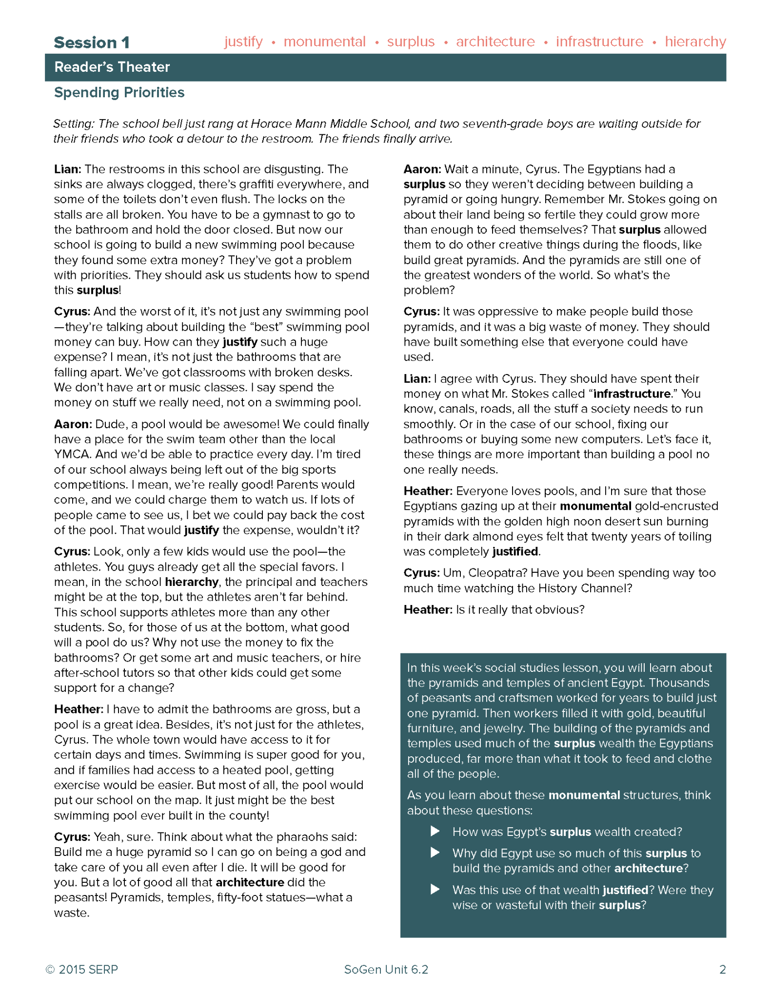 Session 1
justify • monumental • surplus • architecture • infrastructure • hierarchy
Reader’s Theater
Spending Priorities
Setting: The school bell just rang at Horace Mann Middle School, and two seventh-grade boys are waiting outside for
their friends who took a detour to the restroom. The friends finally arrive.
Lian: The restrooms in this school are disgusting. The
sinks are always clogged, there’s graffiti everywhere, and
some of the toilets don’t even flush. The locks on the
stalls are all broken. You have to be a gymnast to go to
the bathroom and hold the door closed. But now our
school is going to build a new swimming pool because
they found some extra money? They’ve got a problem
with priorities. They should ask us students how to spend
this surplus!
Cyrus: And the worst of it, it’s not just any swimming pool
—they’re talking about building the “best” swimming pool
money can buy. How can they justify such a huge
expense? I mean, it’s not just the bathrooms that are
falling apart. We’ve got classrooms with broken desks.
We don’t have art or music classes. I say spend the
money on stuff we really need, not on a swimming pool.
Aaron: Dude, a pool would be awesome! We could finally
have a place for the swim team other than the local
YMCA. And we’d be able to practice every day. I’m tired
of our school always being left out of the big sports
competitions. I mean, we’re really good! Parents would
come, and we could charge them to watch us. If lots of
people came to see us, I bet we could pay back the cost
of the pool. That would justify the expense, wouldn’t it?
Cyrus: Look, only a few kids would use the pool—the
athletes. You guys already get all the special favors. I
mean, in the school hierarchy, the principal and teachers
might be at the top, but the athletes aren’t far behind.
This school supports athletes more than any other
students. So, for those of us at the bottom, what good
will a pool do us? Why not use the money to fix the
bathrooms? Or get some art and music teachers, or hire
after-school tutors so that other kids could get some
support for a change?
Heather: I have to admit the bathrooms are gross, but a
pool is a great idea. Besides, it’s not just for the athletes,
Cyrus. The whole town would have access to it for
certain days and times. Swimming is super good for you,
and if families had access to a heated pool, getting
exercise would be easier. But most of all, the pool would
put our school on the map. It just might be the best
swimming pool ever built in the county!
Cyrus: Yeah, sure. Think about what the pharaohs said:
Build me a huge pyramid so I can go on being a god and
take care of you all even after I die. It will be good for
you. But a lot of good all that architecture did the
peasants! Pyramids, temples, fifty-foot statues—what a
waste.
Aaron: Wait a minute, Cyrus. The Egyptians had a
surplus so they weren’t deciding between building a
pyramid or going hungry. Remember Mr. Stokes going on
about their land being so fertile they could grow more
than enough to feed themselves? That surplus allowed
them to do other creative things during the floods, like
build great pyramids. And the pyramids are still one of
the greatest wonders of the world. So what’s the
problem?
Cyrus: It was oppressive to make people build those
pyramids, and it was a big waste of money. They should
have built something else that everyone could have
used.
Lian: I agree with Cyrus. They should have spent their
money on what Mr. Stokes called “infrastructure.” You
know, canals, roads, all the stuff a society needs to run
smoothly. Or in the case of our school, fixing our
bathrooms or buying some new computers. Let’s face it,
these things are more important than building a pool no
one really needs.
Heather: Everyone loves pools, and I’m sure that those
Egyptians gazing up at their monumental gold-encrusted
pyramids with the golden high noon desert sun burning
in their dark almond eyes felt that twenty years of toiling
was completely justified.
Cyrus: Um, Cleopatra? Have you been spending way too
much time watching the History Channel?
Heather: Is it really that obvious?
In this week’s social studies lesson, you will learn about
the pyramids and temples of ancient Egypt. Thousands
of peasants and craftsmen worked for years to build just
one pyramid. Then workers filled it with gold, beautiful
furniture, and jewelry. The building of the pyramids and
temples used much of the surplus wealth the Egyptians
produced, far more than what it took to feed and clothe
all of the people.
As you learn about these monumental structures, think
about these questions:
▶ How was Egypt’s surplus wealth created?
▶ Why did Egypt use so much of this surplus to
build the pyramids and other architecture?
▶ Was this use of that wealth justified? Were they
wise or wasteful with their surplus?
© 2015 SERP
SoGen Unit 6.2
2